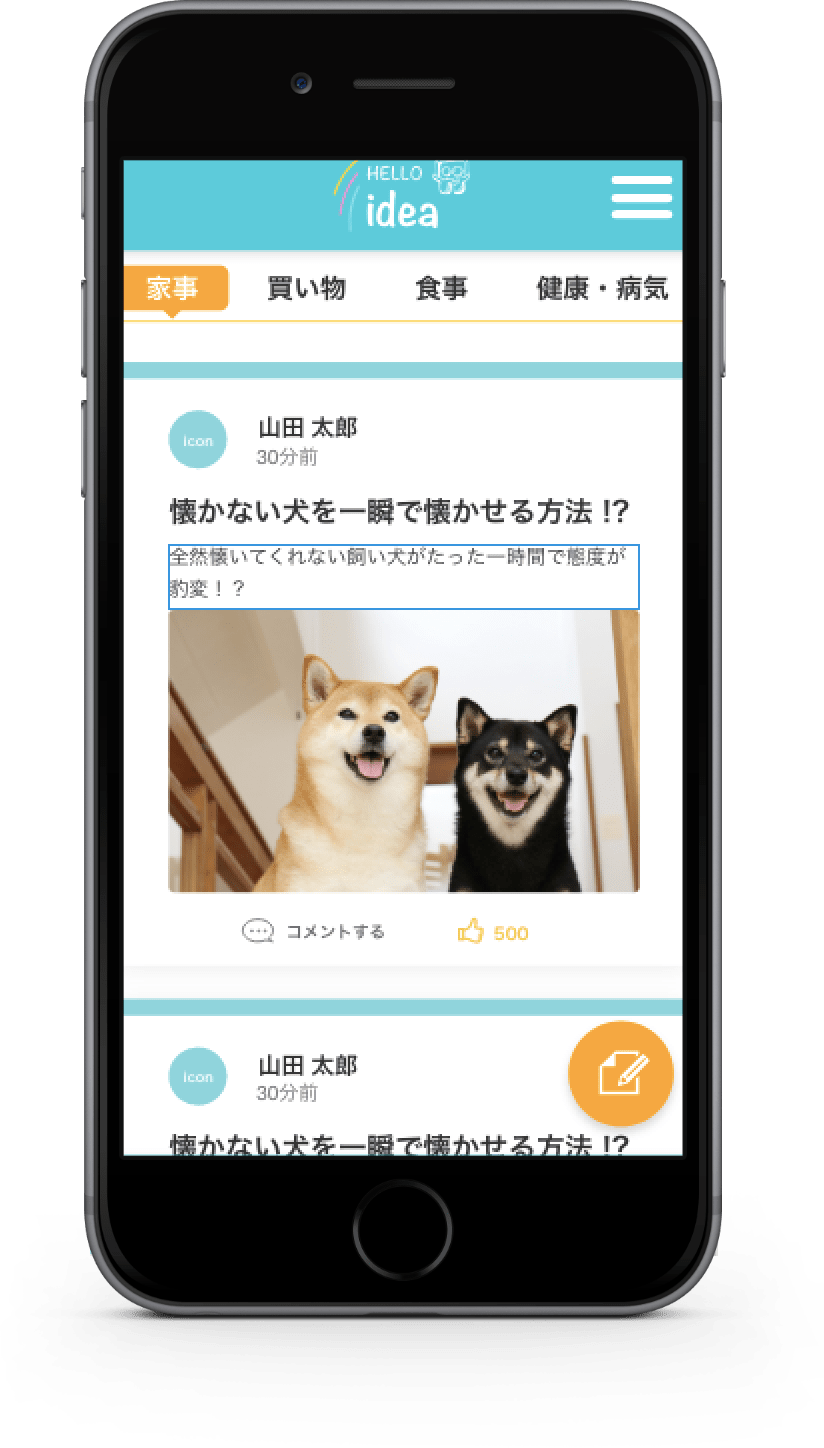 HELLO
idea
家事 買い物 食事 健康・病気
icon
山田 太郎
30分前
懐かない犬を一瞬で懐かせる方法 !?
全然懐いてくれない飼い犬がたった一時間で態度が
豹変！？
コメントする 500
icon
山田 太郎
30分前
懐かない犬を一瞬で懐かせる方法 !?